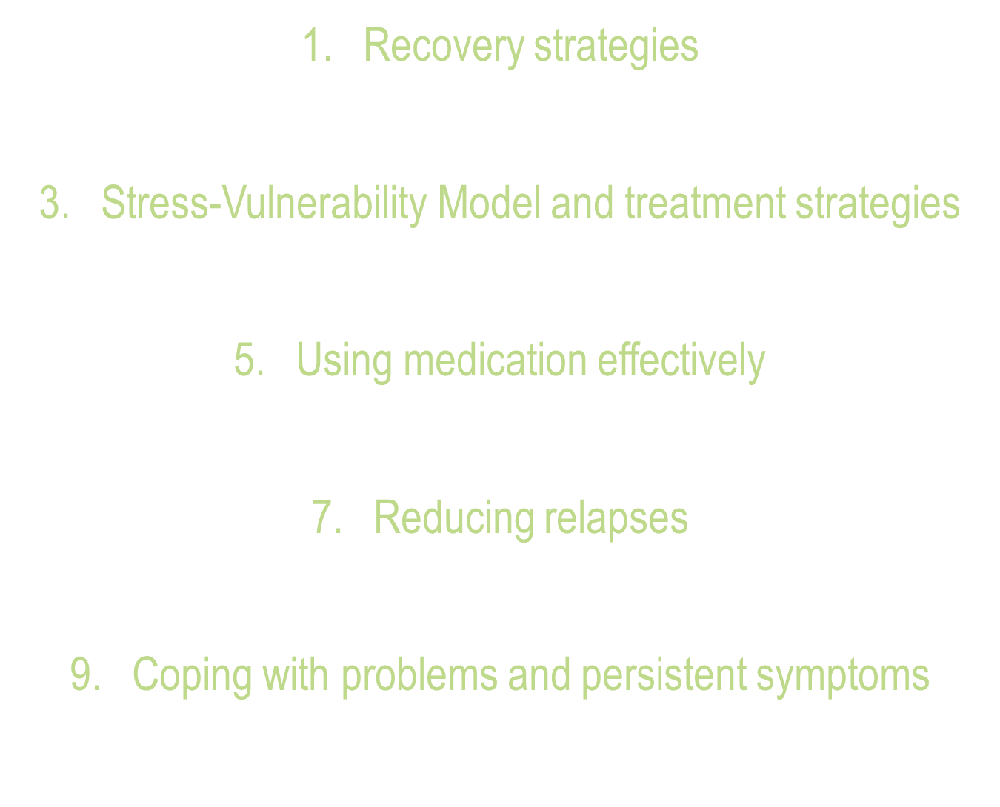 1. Recovery strategies
3. Stress-Vulnerability Model and treatment strategies
5. Using medication effectively
7. Reducing relapses
9. Coping with problems and persistent symptoms